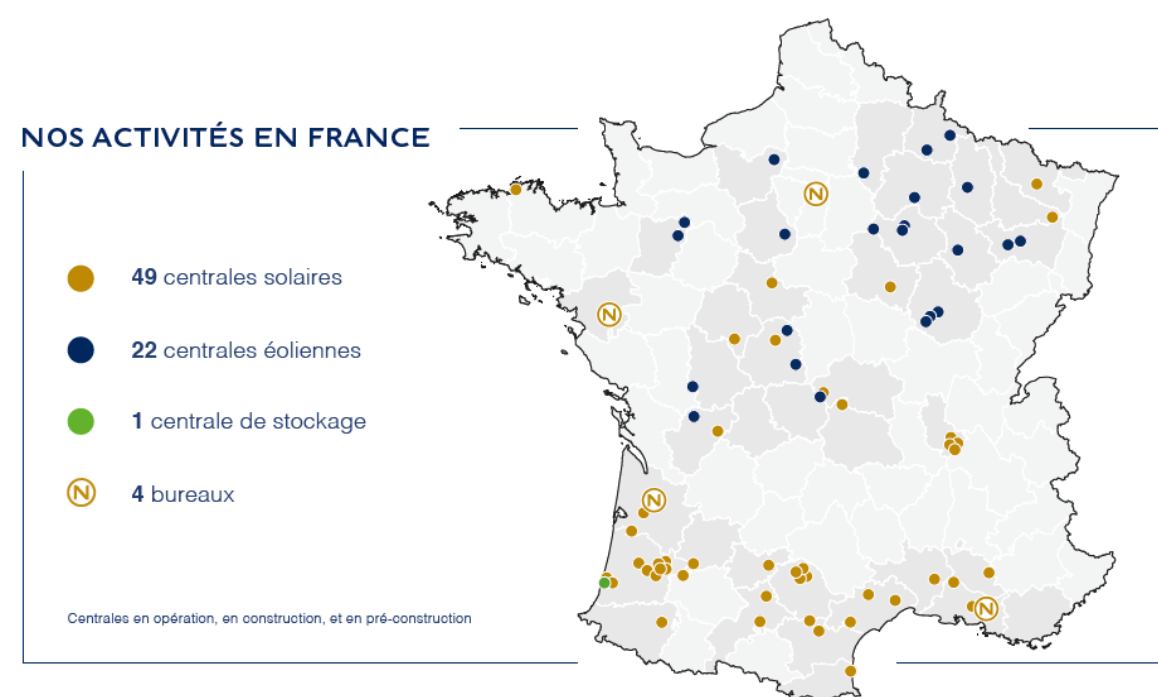 NOS ACTIVITÉS EN FRANCE
49 centrales solaires
22 centrales éoliennes
1 centrale de stockage
N 4 bureaux
Centrales en opération, en construction, et en pré-construction
N
N
N
N